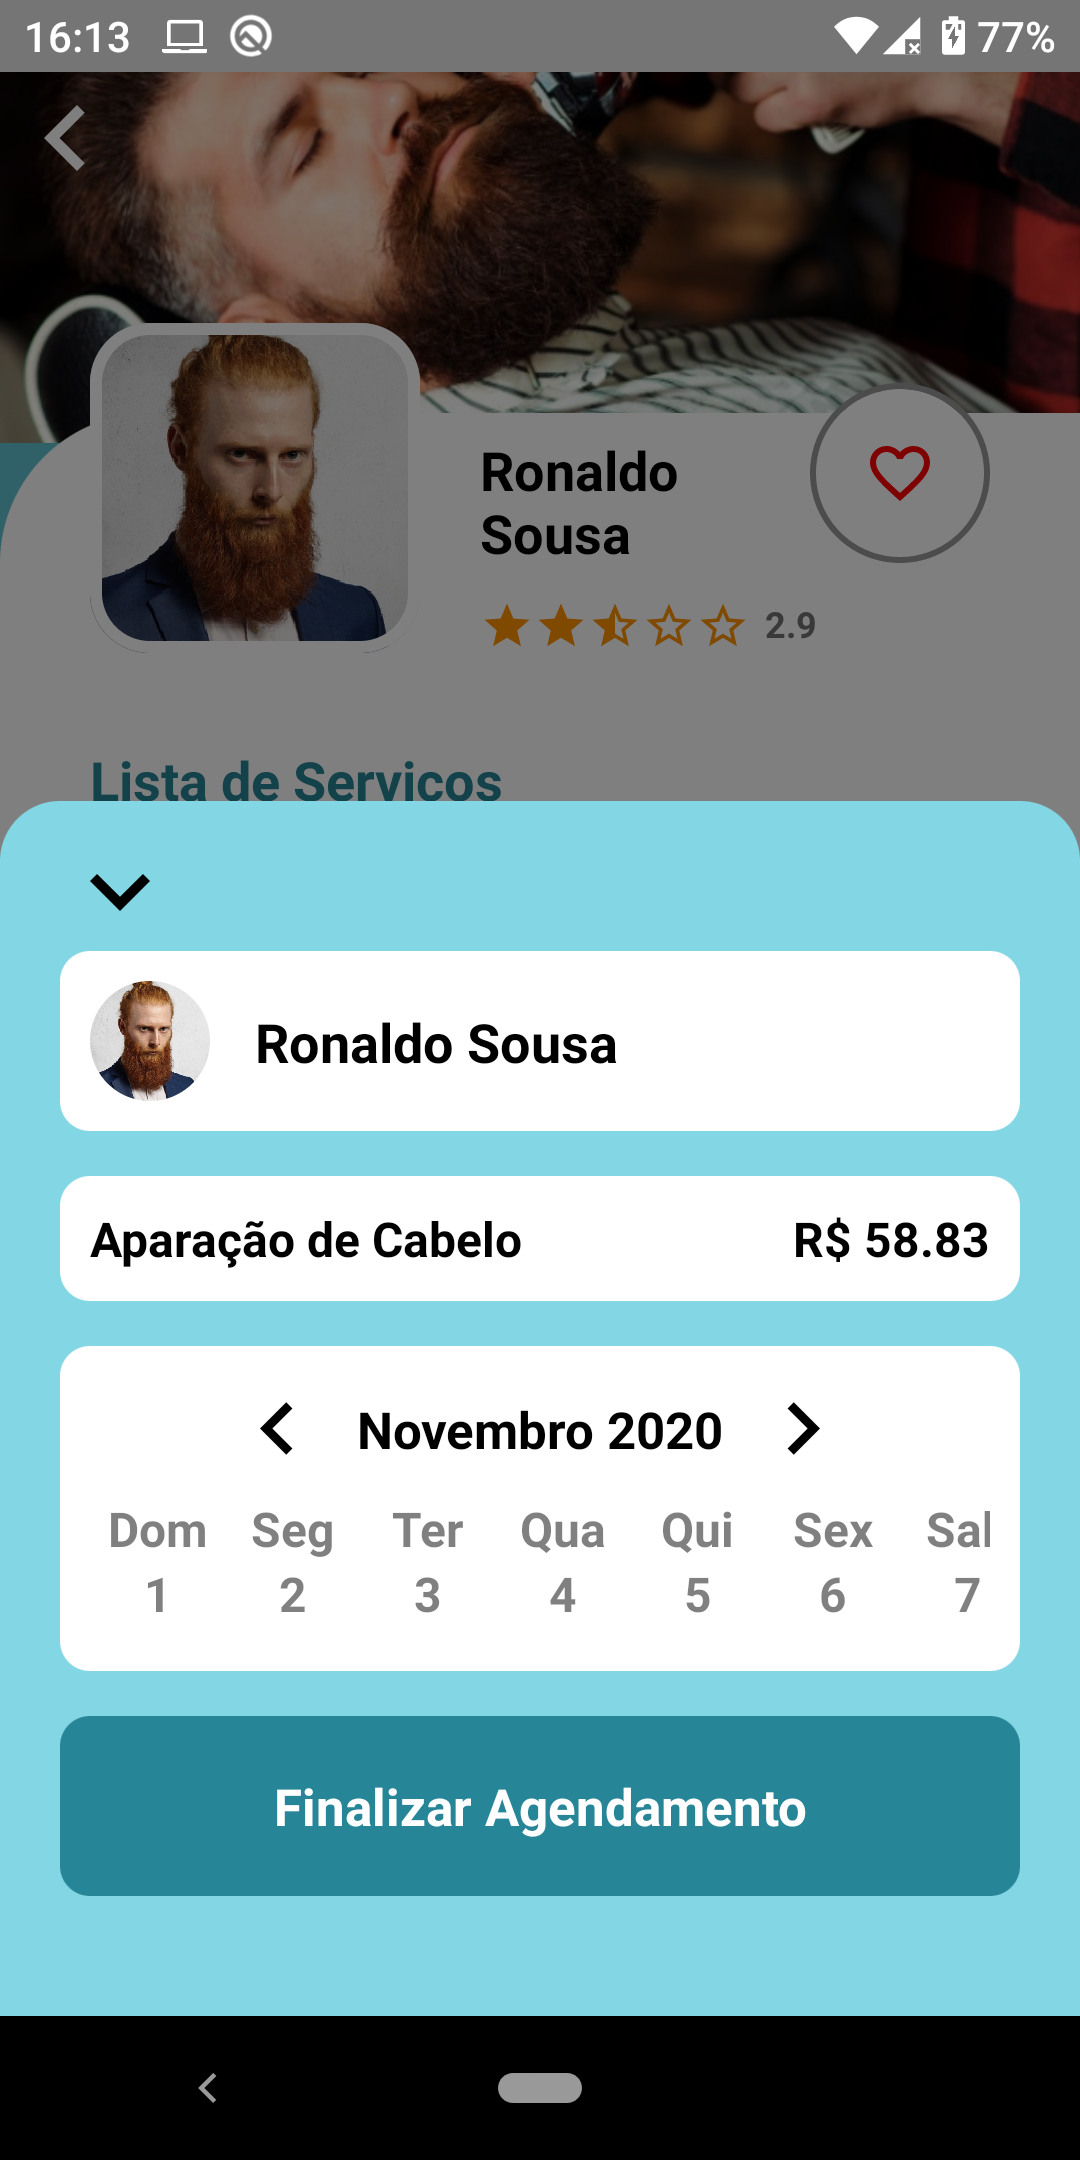 16:13
77%
Ronaldo
Sousa
2.9
Lista de Serviços
Ronaldo Sousa
Aparação de Cabelo R$ 58.83
Novembro 2020
Dom Seg Ter Qua Qui Sex Sal
1 2 3 4 5 6 7
Finalizar Agendamento